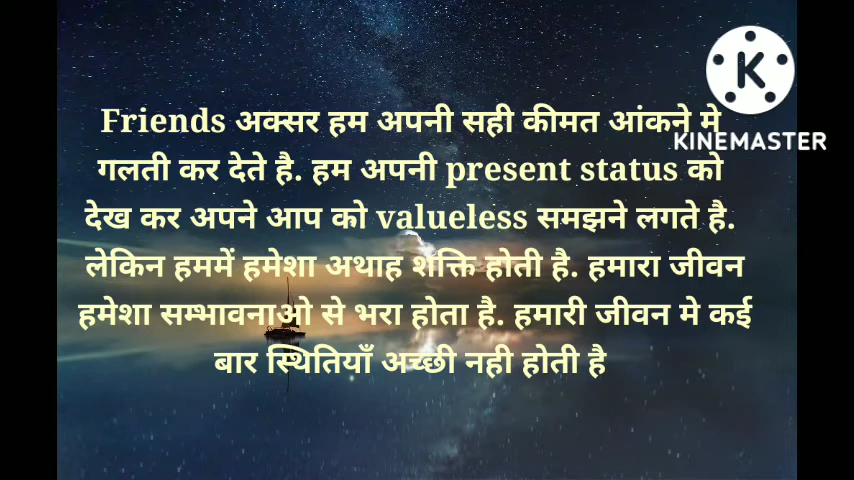 Friends अक्सर हम अपनी सही कीमत आंकने मे
गलती कर देते है. हम अपनी present status को
देख कर अपने आप को valueless समझने लगते है.
लेकिन हममें हमेशा अथाह शक्ति होती है. हमारा जीवन
हमेशा सम्भावनाओ से भरा होता है. हमारी जीवन मे कई
बार स्थितियाँ अच्छी नही होती है
K
KINEMASTER